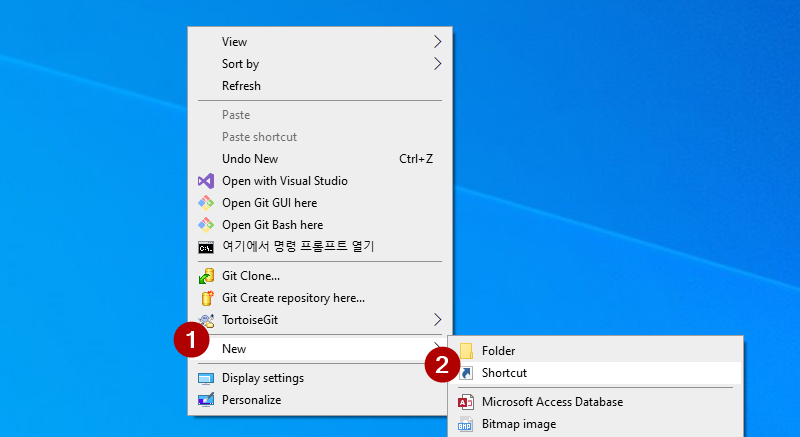 View
Sort by
Refresh
Paste
Paste shortcut
Undo New Ctrl+Z
Open with Visual Studio
Open Git GUI here
Open Git Bash here
여기에서 명령 프롬프트 열기
Git Clone...
Git Create repository here...
TortoiseGit
1 New
Display settings
Personalize
Folder
2 Shortcut
Microsoft Access Database
Bitmap image